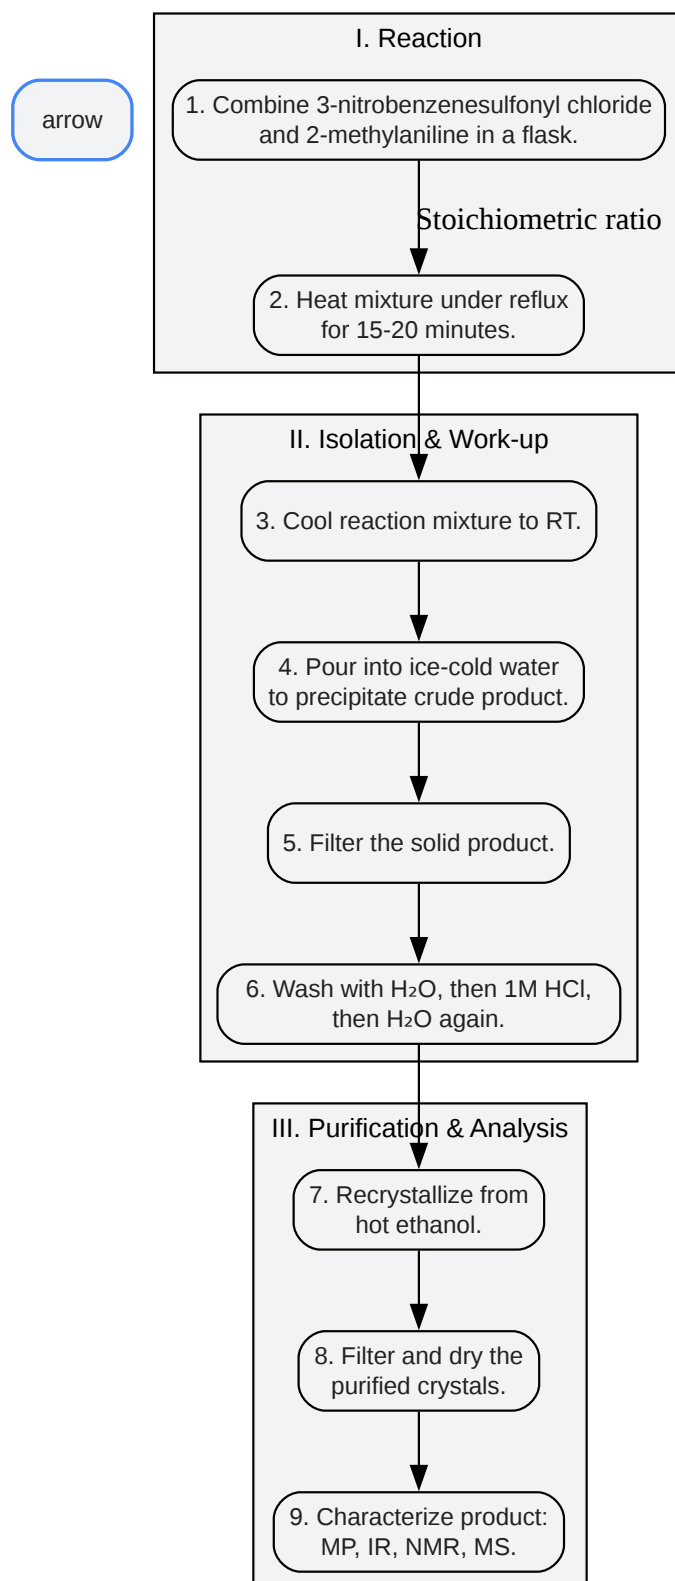 I. Reaction
arrow
1. Combine 3-nitrobenzenesulfonyl chloride
and 2-methylaniline in a flask.
Stoichiometric ratio
2. Heat mixture under reflux
for 15-20 minutes.
II. Isolation & Work-up
3. Cool reaction mixture to RT.
4. Pour into ice-cold water
to precipitate crude product.
5. Filter the solid product.
6. Wash with H₂O, then 1M HCl,
then H₂O again.
III. Purification & Analysis
7. Recrystallize from
hot ethanol.
8. Filter and dry the
purified crystals.
9. Characterize product:
MP, IR, NMR, MS.